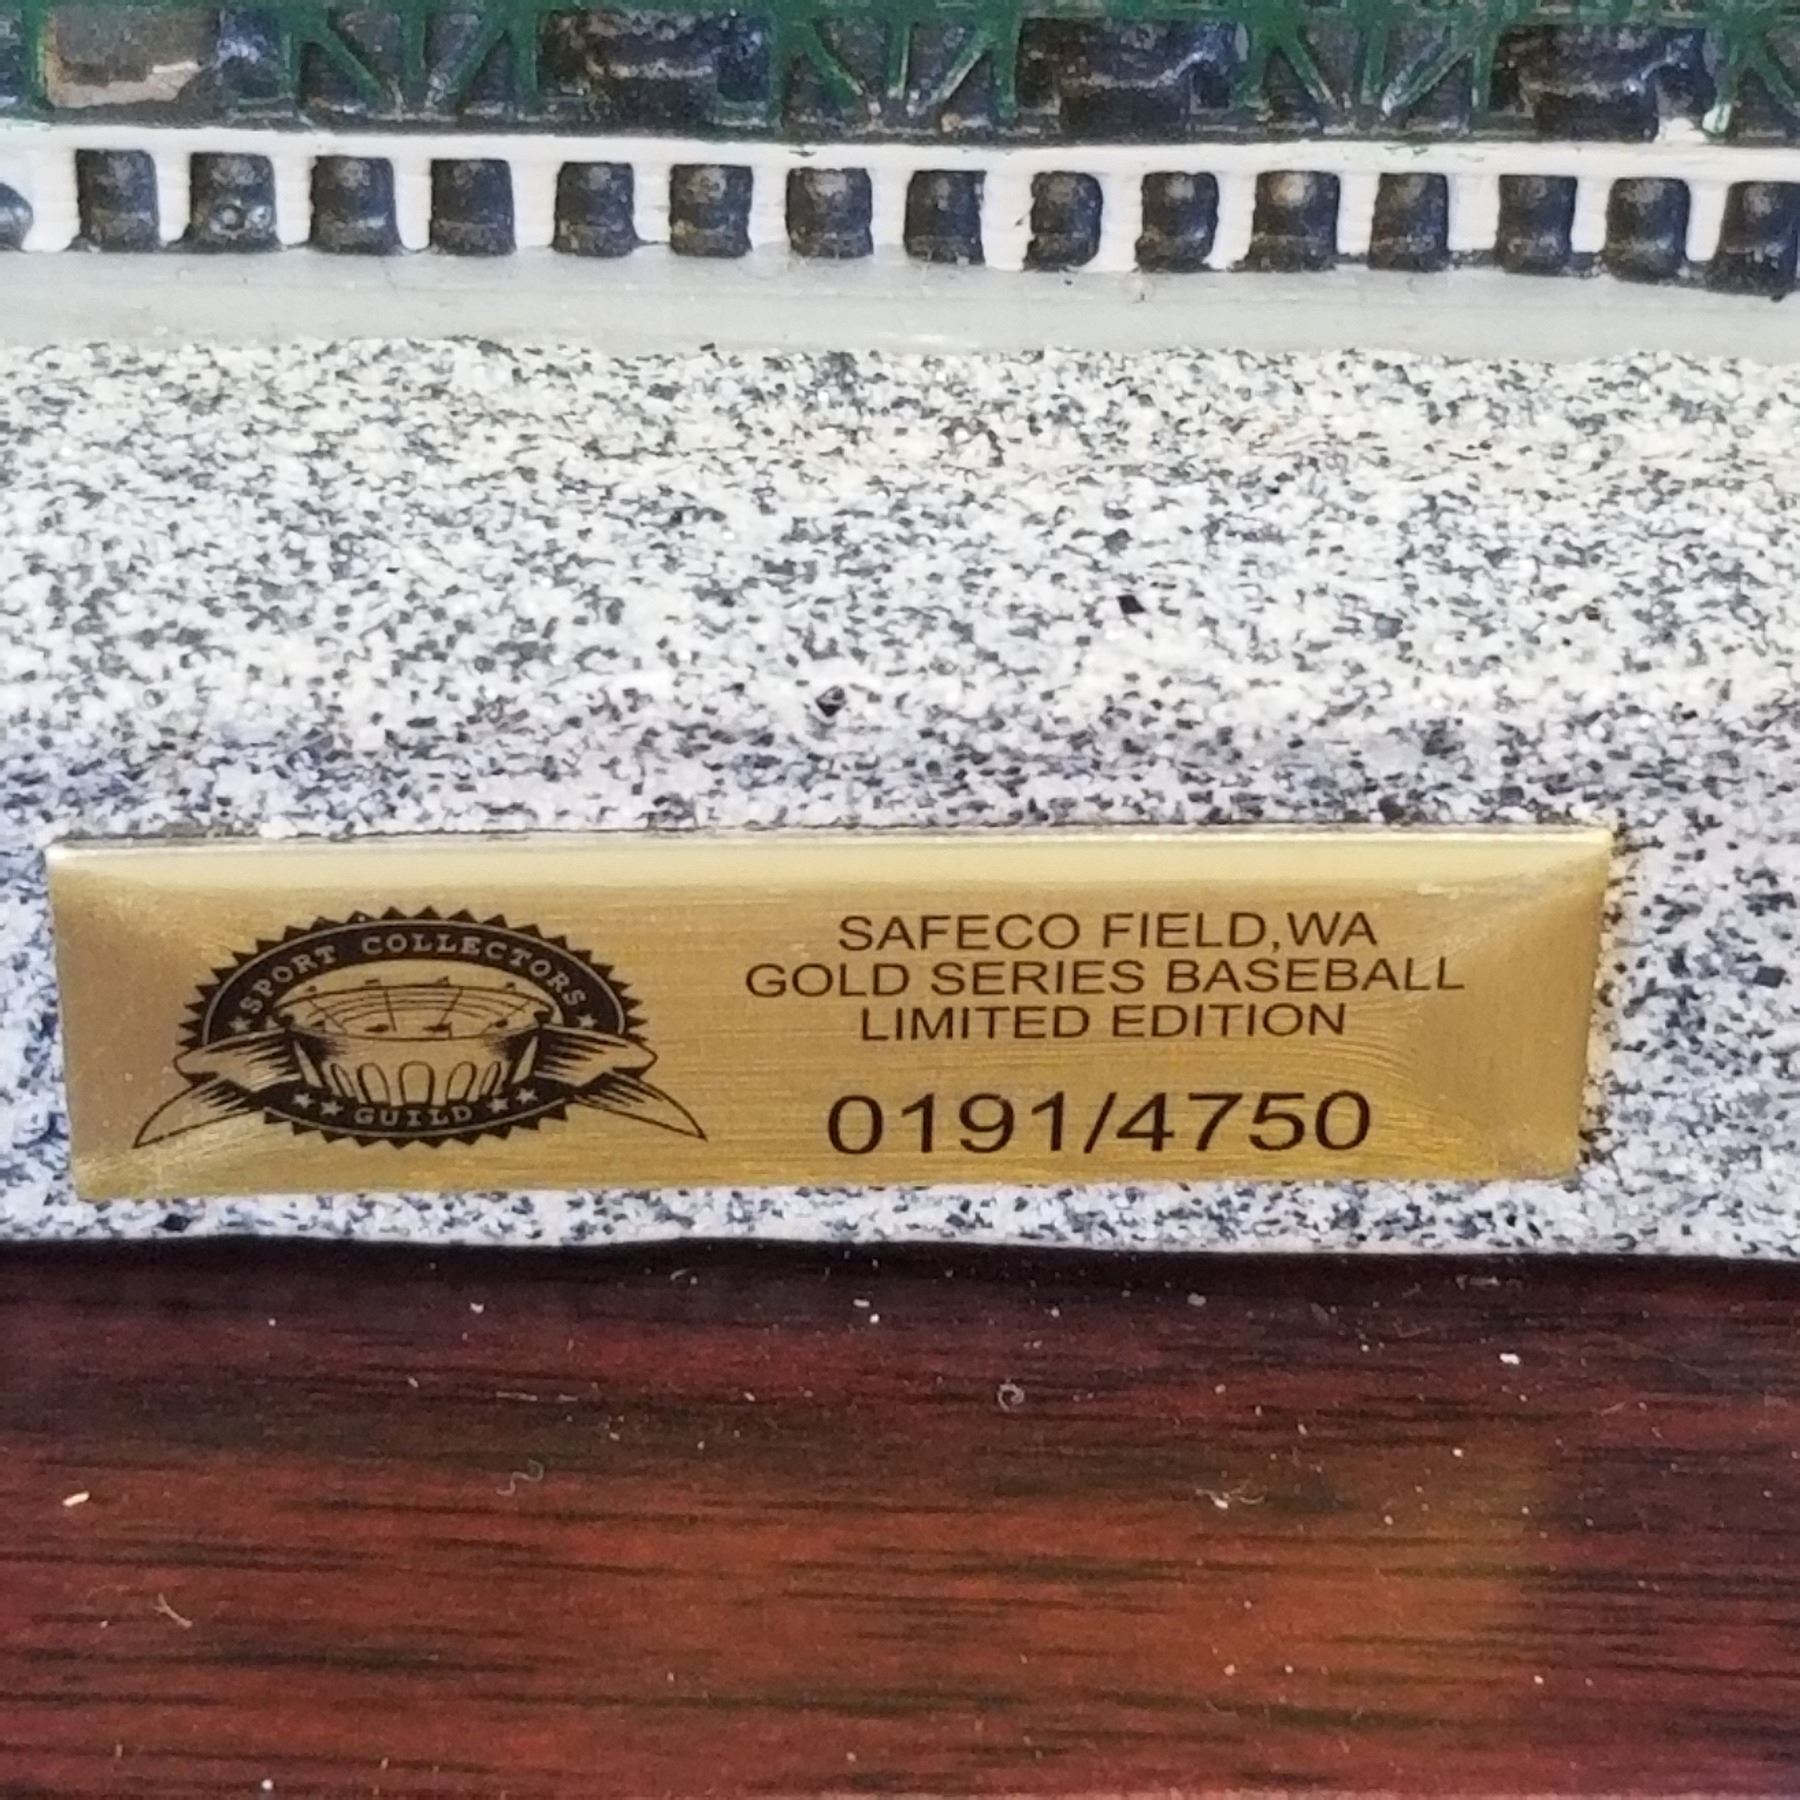 SPORT COLLECTORS
GUILD
SAFECO FIELD,WA
GOLD SERIES BASEBALL
LIMITED EDITION
0191/4750